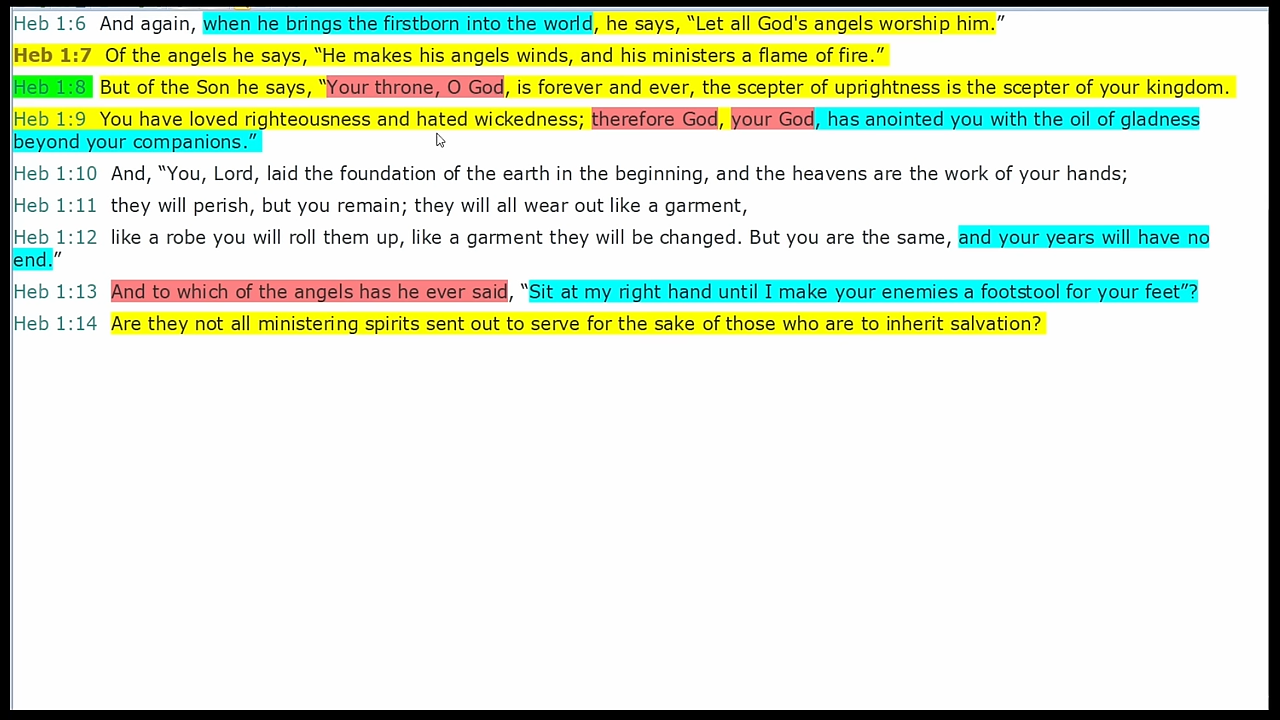 Heb 1:6 And again, when he brings the firstborn into the world, he says, “Let all God's angels worship him.”
Heb 1:7 Of the angels he says, “He makes his angels winds, and his ministers a flame of fire.”
Heb 1:8 But of the Son he says, “Your throne, O God, is forever and ever, the scepter of uprightness is the scepter of your kingdom.
Heb 1:9 You have loved righteousness and hated wickedness; therefore God, your God, has anointed you with the oil of gladness
beyond your companions.”
Heb 1:10 And, “You, Lord, laid the foundation of the earth in the beginning, and the heavens are the work of your hands;
Heb 1:11 they will perish, but you remain; they will all wear out like a garment,
Heb 1:12 like a robe you will roll them up, like a garment they will be changed. But you are the same, and your years will have no
end.”
Heb 1:13 And to which of the angels has he ever said, “Sit at my right hand until I make your enemies a footstool for your feet”?
Heb 1:14 Are they not all ministering spirits sent out to serve for the sake of those who are to inherit salvation?